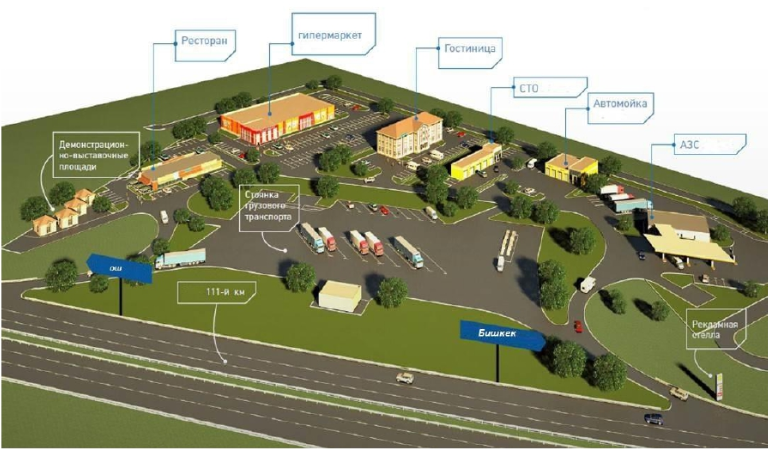 Ресторан
гипермаркет
Гостиница
СТО
Автомойка
АЗС
Демонстрацион-
но-выставочные
площади
Стоянка
грузового
транспорта
ош
111-й км
Бишкек
Рекламная
стелла